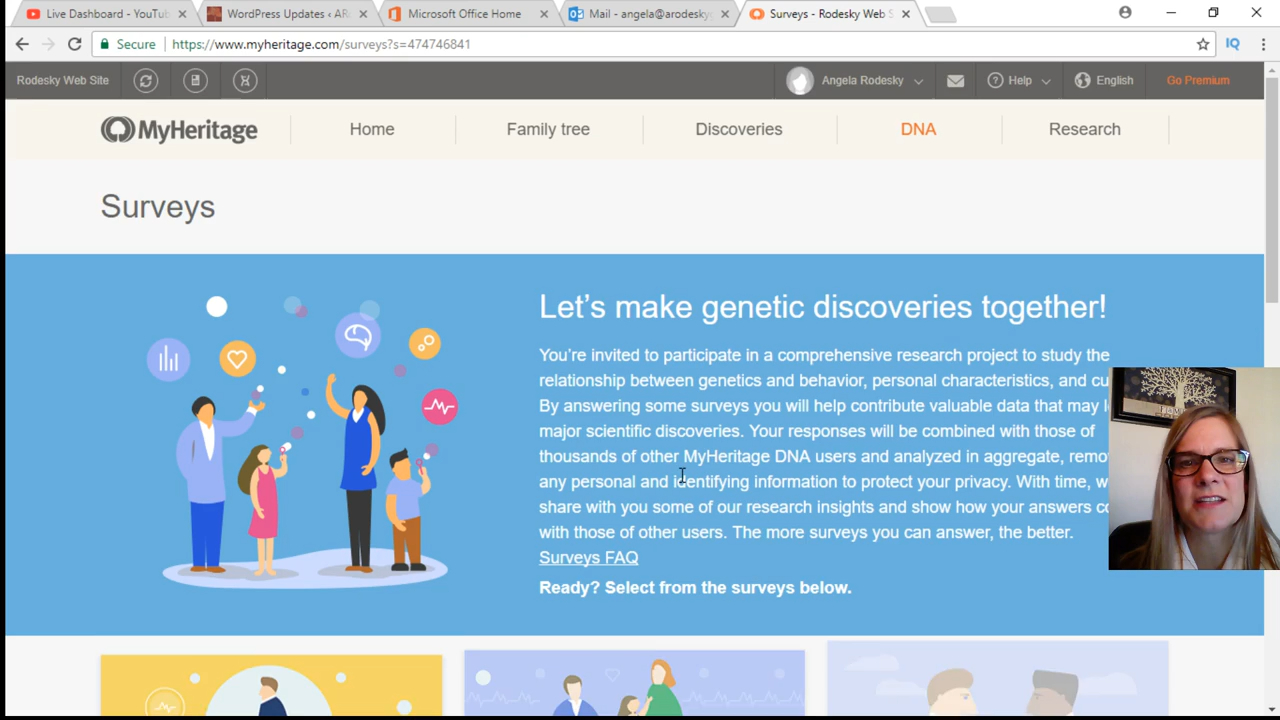 Live Dashboard - YouTub
WordPress Updates ‹ AR
Microsoft Office Home
Mail - angela@arodesky
Surveys - Rodesky Web S
Secure
https://www.myheritage.com/surveys?s=474746841
Rodesky Web Site
Angela Rodesky
Help
English
Go Premium
MyHeritage
Home
Family tree
Discoveries
DNA
Research
Surveys
Let's make genetic discoveries together!
You're invited to participate in a comprehensive research project to study the
relationship between genetics and behavior, personal characteristics, and cu
By answering some surveys you will help contribute valuable data that may l
major scientific discoveries. Your responses will be combined with those of
thousands of other MyHeritage DNA users and analyzed in aggregate, remo
any personal and identifying information to protect your privacy. With time, w
share with you some of our research insights and show how your answers co
with those of other users. The more surveys you can answer, the better.
Surveys FAQ
Ready? Select from the surveys below.